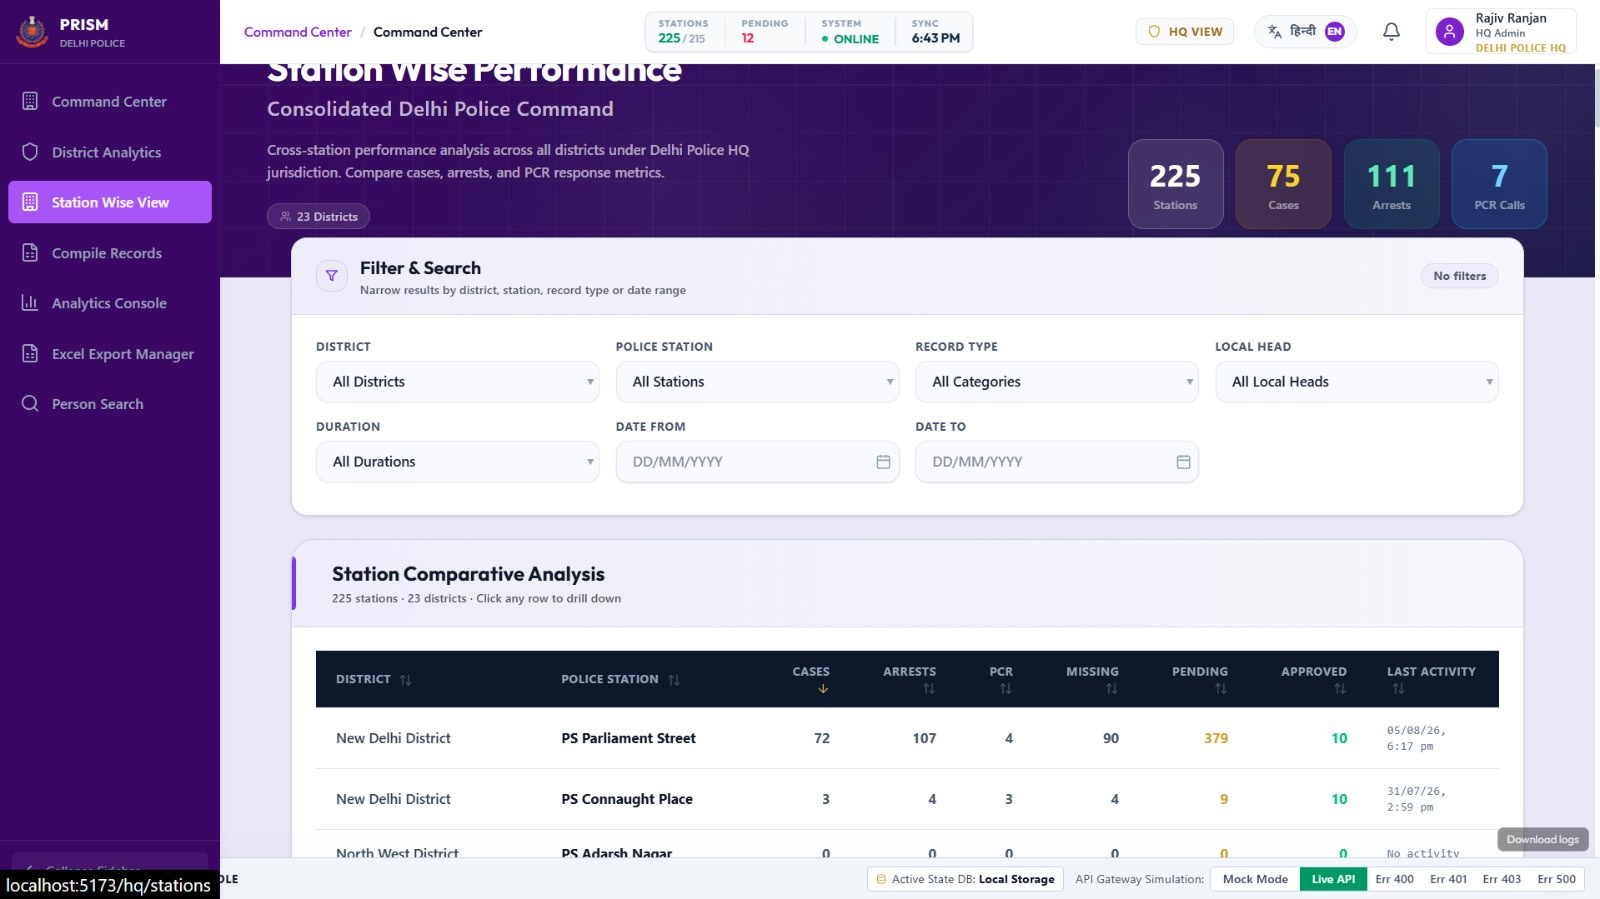 PRISM
DELHI POLICE
Command Center
District Analytics
Station Wise View
Compile Records
Analytics Console
Excel Export Manager
Person Search
Collapse Sidebar
localhost:5173/hq/stations
Command Center / Command Center
STATIONS
225 / 215
PENDING
12
SYSTEM
ONLINE
SYNC
6:43 PM
HQ VIEW
हिन्दी EN
Rajiv Ranjan
HQ Admin
DELHI POLICE HQ
Station Wise Performance
Consolidated Delhi Police Command
Cross-station performance analysis across all districts under Delhi Police HQ
jurisdiction. Compare cases, arrests, and PCR response metrics.
23 Districts
225
Stations
75
Cases
111
Arrests
7
PCR Calls
Filter & Search
Narrow results by district, station, record type or date range
No filters
DISTRICT
All Districts
POLICE STATION
All Stations
RECORD TYPE
All Categories
LOCAL HEAD
All Local Heads
DURATION
All Durations
DATE FROM
DD/MM/YYYY
DATE TO
DD/MM/YYYY
Station Comparative Analysis
225 stations · 23 districts · Click any row to drill down
DISTRICT POLICE STATION CASES ARRESTS PCR MISSING PENDING APPROVED LAST ACTIVITY
New Delhi District PS Parliament Street 72 107 4 90 379 10 05/08/26, 6:17 pm
New Delhi District PS Connaught Place 3 4 3 4 9 10 31/07/26, 2:59 pm
North West District PS Adarsh Nagar 0 0 0 0 0 0 No activity
Download logs
OLE
Active State DB: Local Storage
API Gateway Simulation: Mock Mode Live API Err 400 Err 401 Err 403 Err 500